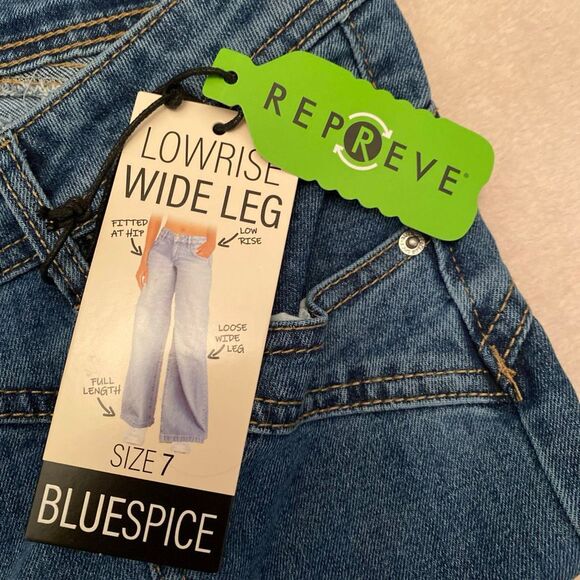 REPREVE®
LOWRISE
WIDE LEG
FITTED
AT HIP
LOW
RISE
LOOSE
WIDE
LEG
FULL
LENGTH
SIZE 7
BLUESPICE